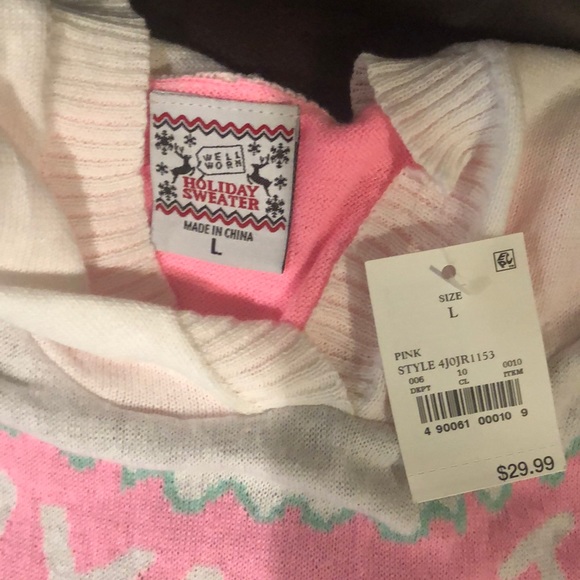 WELL
WORN
HOLIDAY
SWEATER
MADE IN CHINA
L
SIZE
L
PINK
STYLE 4J0JR1153
006 10 0010
DEPT CL ITEM
4 90061 00010 9
$29.99